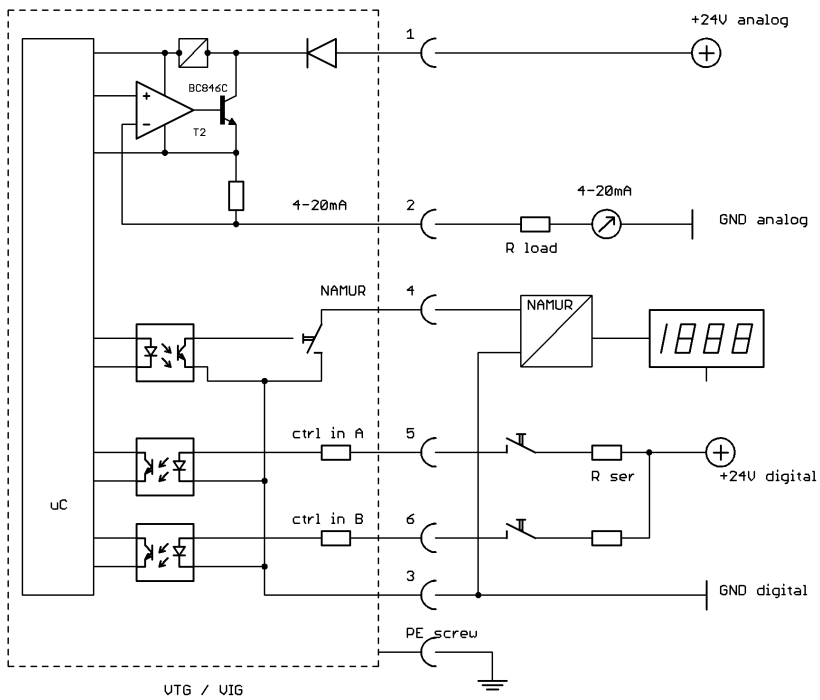 +24V analog
1
BC846C
+
-
T2
4-20mA
2
4-20mA
GND analog
R load
NAMUR
4
NAMUR
1888
ctrl in A
5
R ser
+24V digital
uC
ctrl in B
6
3
GND digital
PE screw
VTG / VIG